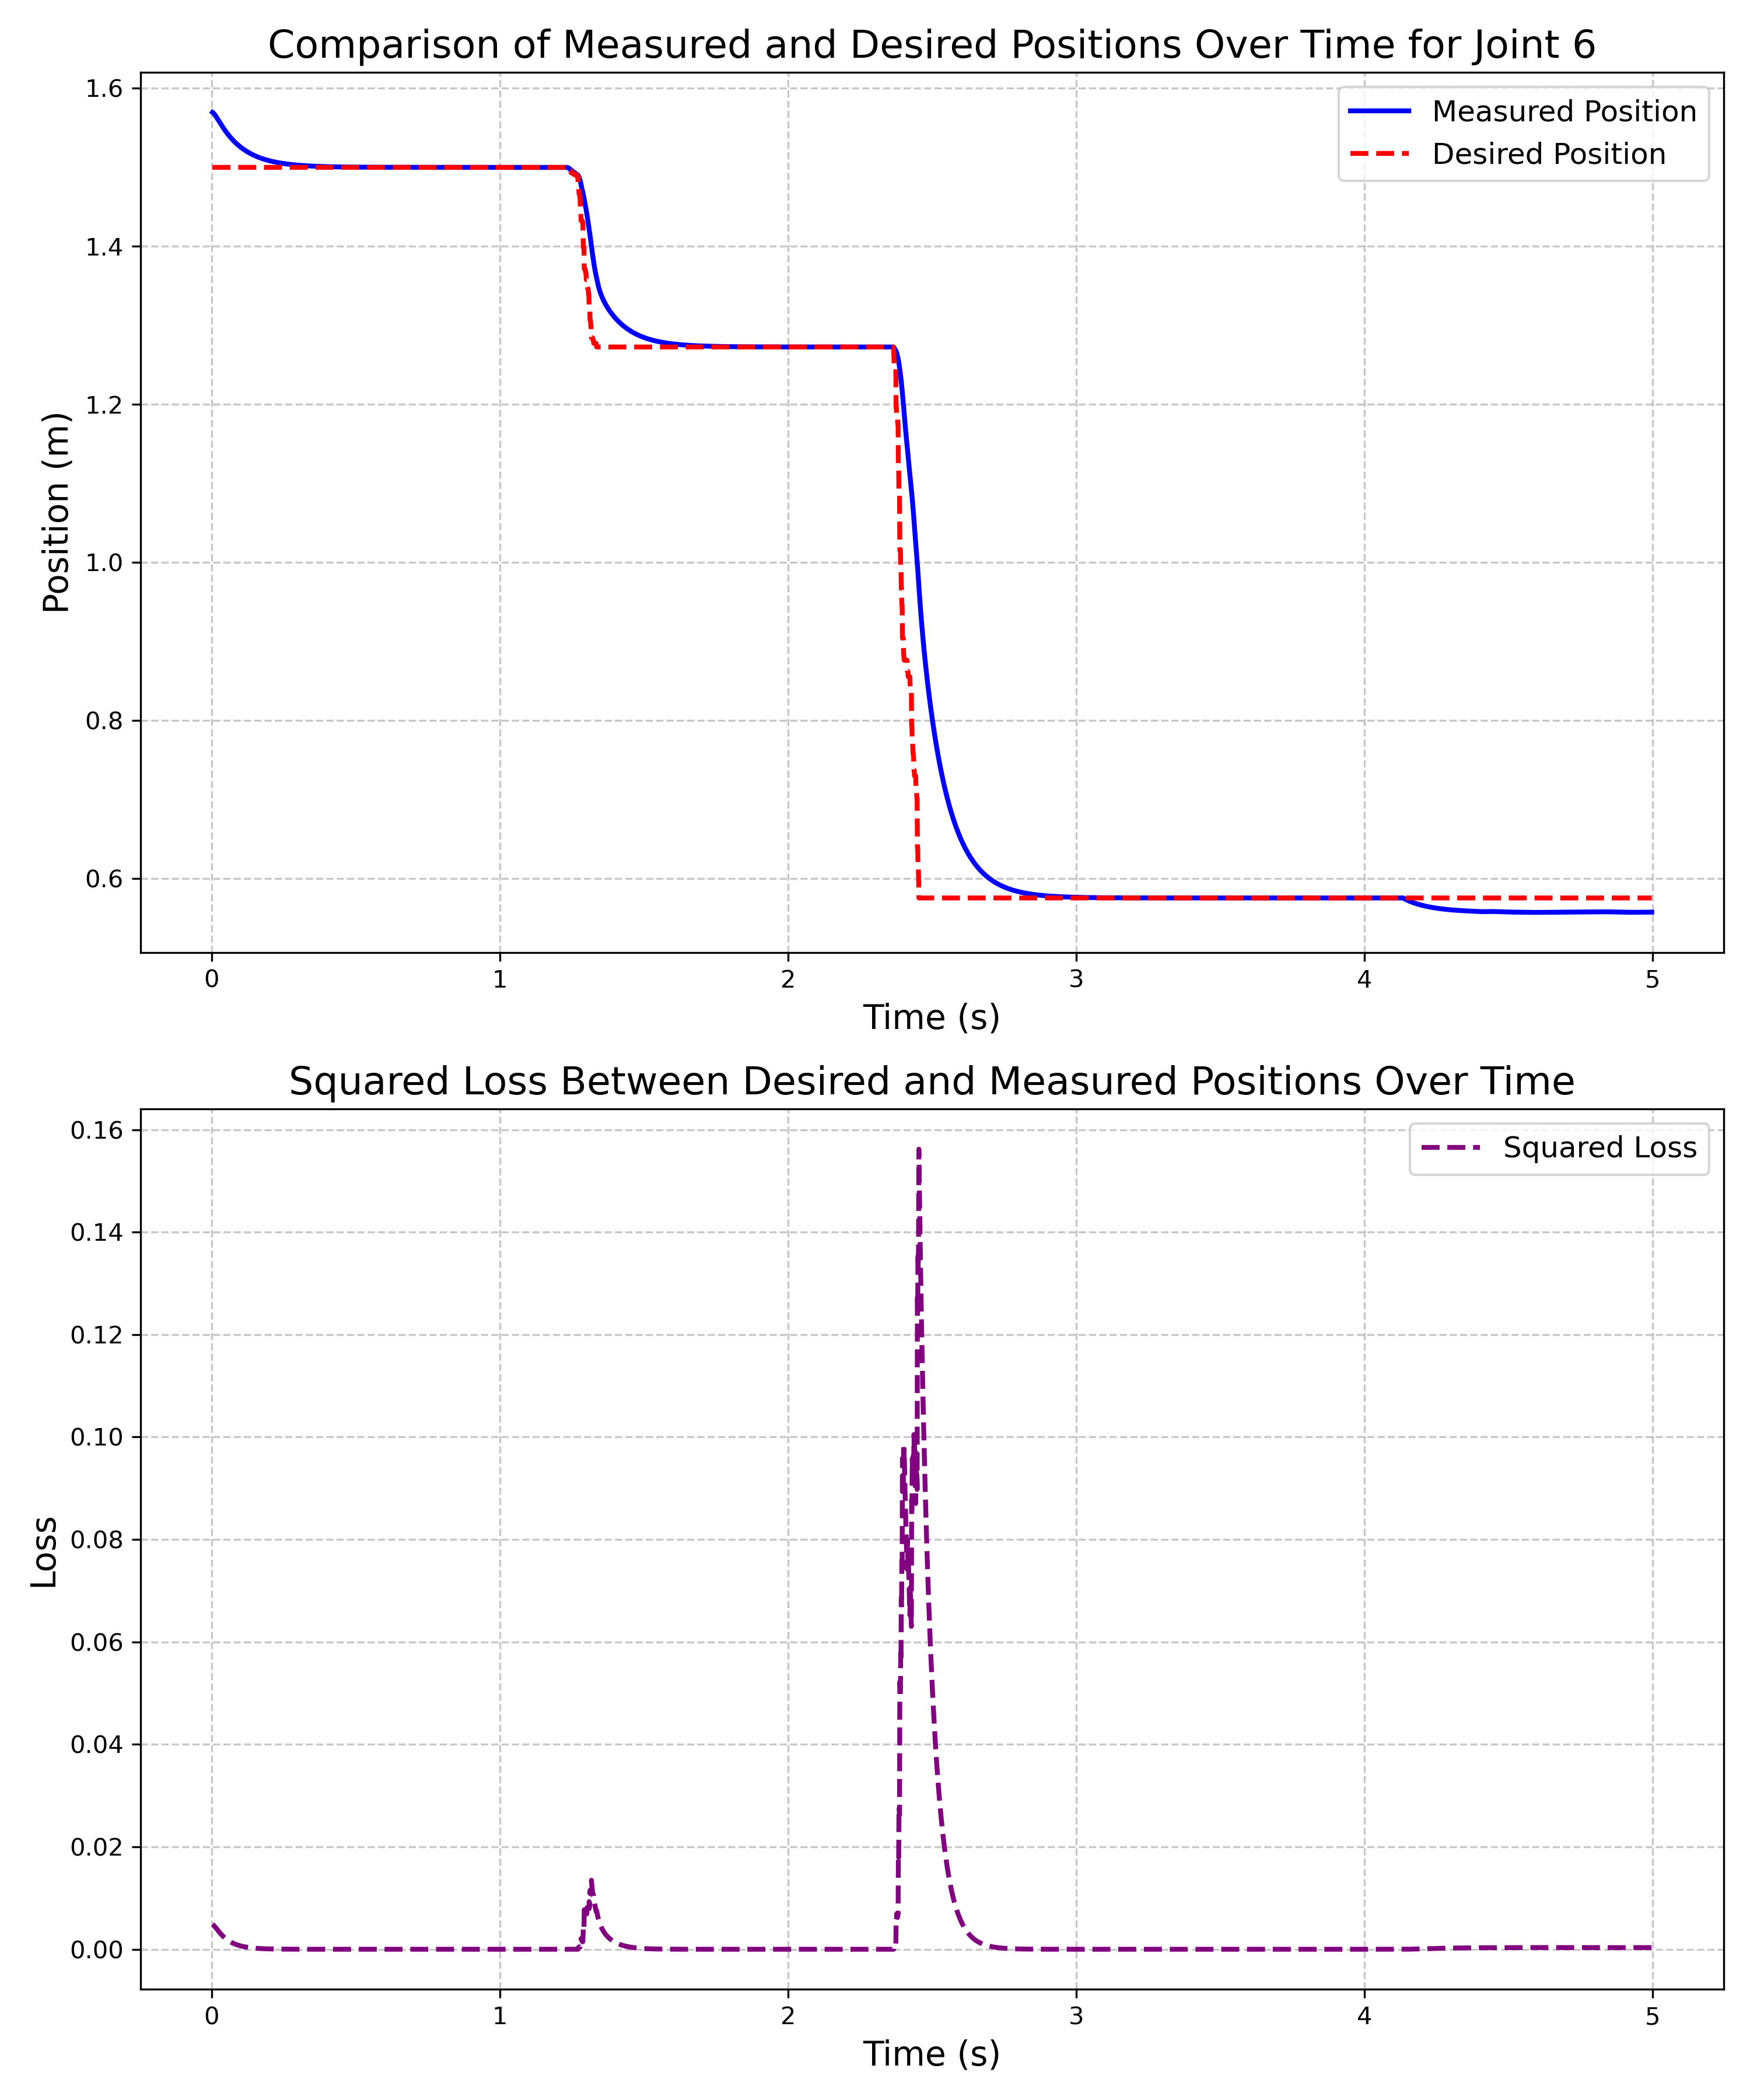 Comparison of Measured and Desired Positions Over Time for Joint 6
Position (m)
1.6
1.4
1.2
1.0
0.8
0.6
Measured Position
Desired Position
0 1 2 3 4 5
Time (s)
Squared Loss Between Desired and Measured Positions Over Time
Loss
0.16
0.14
0.12
0.10
0.08
0.06
0.04
0.02
0.00
Squared Loss
0 1 2 3 4 5
Time (s)